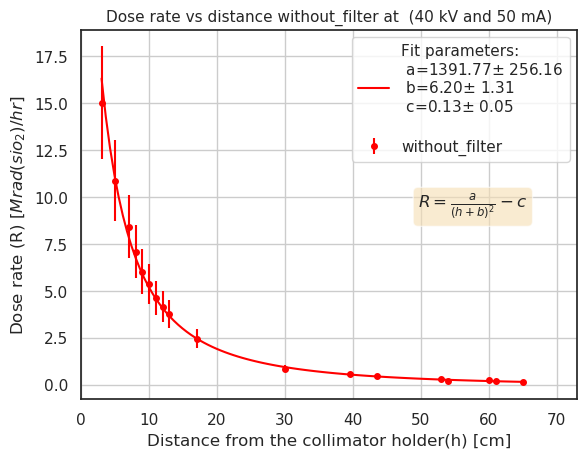 Dose rate vs distance without_filter at (40 kV and 50 mA)
Dose rate (R) [Mrad(sio₂)/hr]
17.5
15.0
12.5
10.0
7.5
5.0
2.5
0.0
Fit parameters:
a=1391.77± 256.16
b=6.20± 1.31
c=0.13± 0.05
without_filter
R = a/(h+b)² − c
0 10 20 30 40 50 60 70
Distance from the collimator holder(h) [cm]